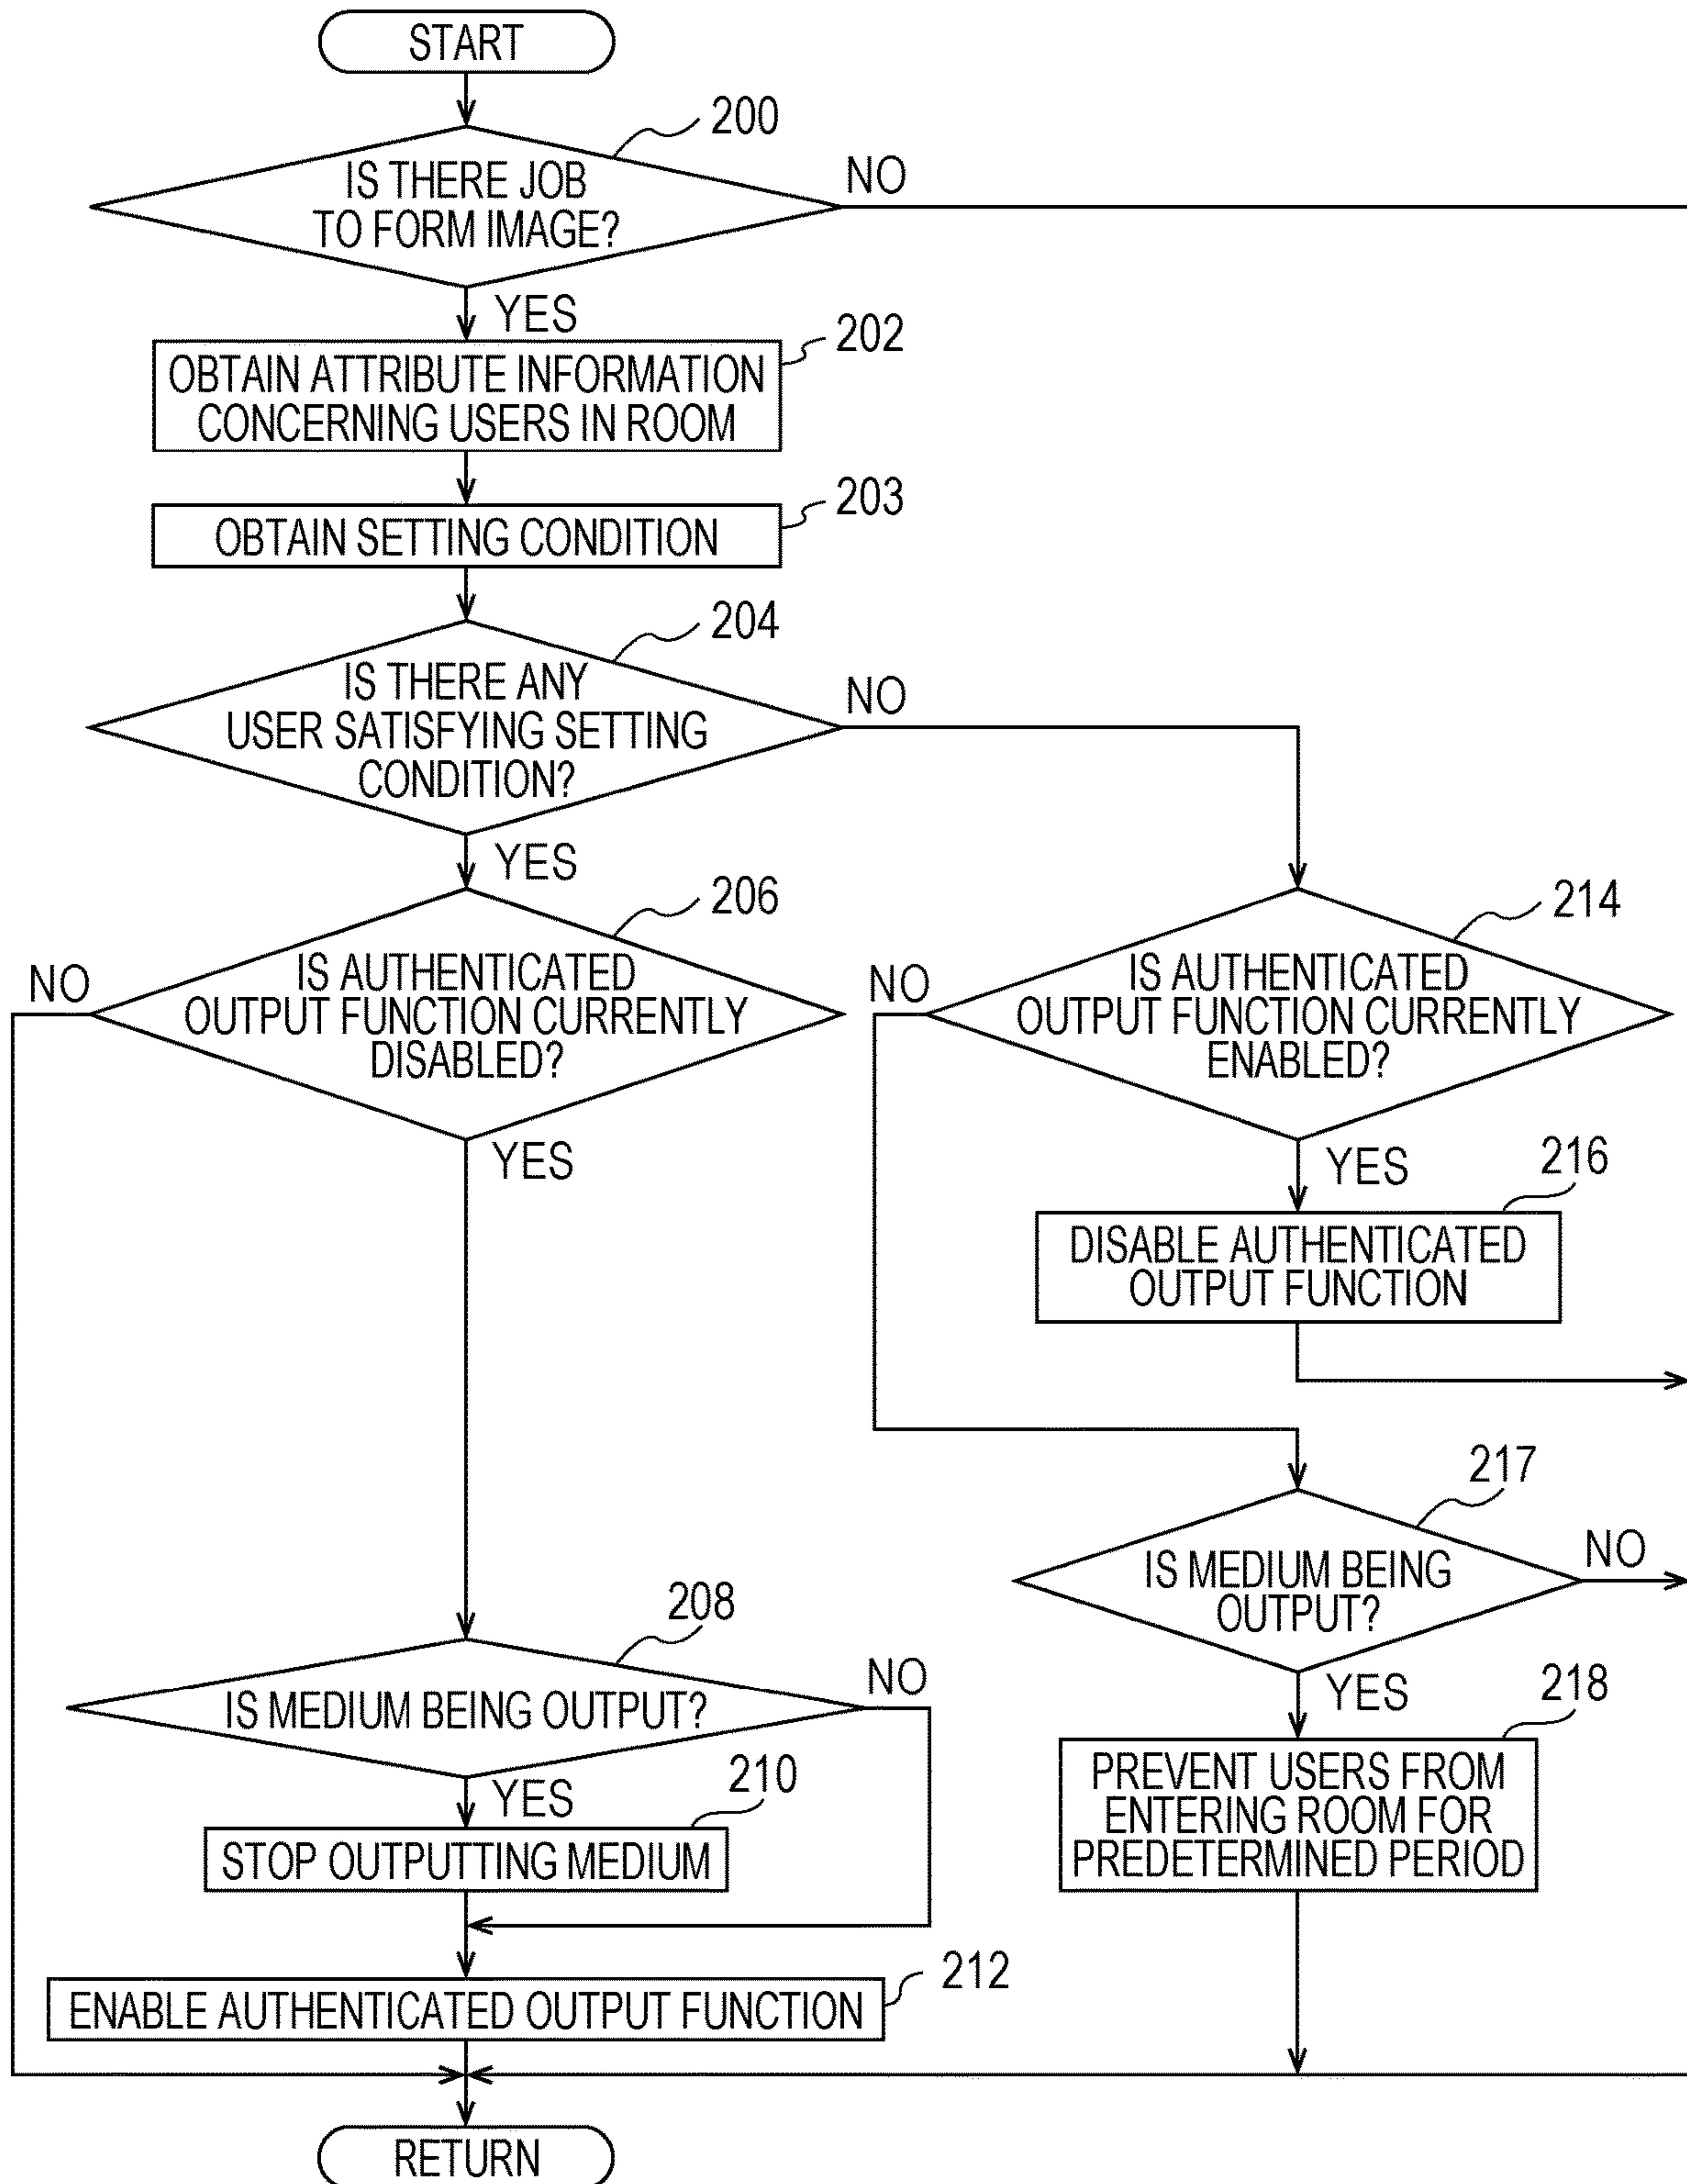 START
200
IS THERE JOB
TO FORM IMAGE?
NO
YES
202
OBTAIN ATTRIBUTE INFORMATION
CONCERNING USERS IN ROOM
203
OBTAIN SETTING CONDITION
204
IS THERE ANY
USER SATISFYING SETTING
CONDITION?
NO
YES
206
NO
IS AUTHENTICATED
OUTPUT FUNCTION CURRENTLY
DISABLED?
YES
214
NO
IS AUTHENTICATED
OUTPUT FUNCTION CURRENTLY
ENABLED?
YES
216
DISABLE AUTHENTICATED
OUTPUT FUNCTION
217
IS MEDIUM BEING
OUTPUT?
NO
YES
218
PREVENT USERS FROM
ENTERING ROOM FOR
PREDETERMINED PERIOD
208
IS MEDIUM BEING OUTPUT?
NO
YES
210
STOP OUTPUTTING MEDIUM
212
ENABLE AUTHENTICATED OUTPUT FUNCTION
RETURN